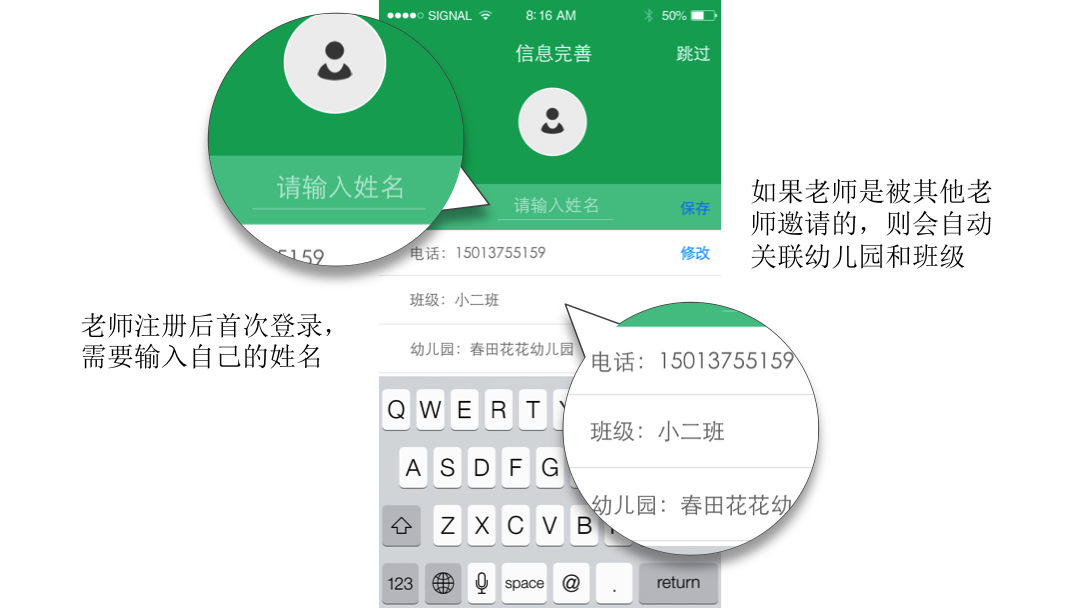 SIGNAL 8:16 AM 50%
信息完善 跳过
请输入姓名
请输入姓名 保存
5159
电话：15013755159 修改
班级：小二班
幼儿园：春田花花幼儿园
如果老师是被其他老
师邀请的，则会自动
关联幼儿园和班级
老师注册后首次登录，
需要输入自己的姓名
电话：15013755159
班级：小二班
幼儿园：春田花花幼
Q W E R T
A S D F G
Z X C V B
123 space @ . return